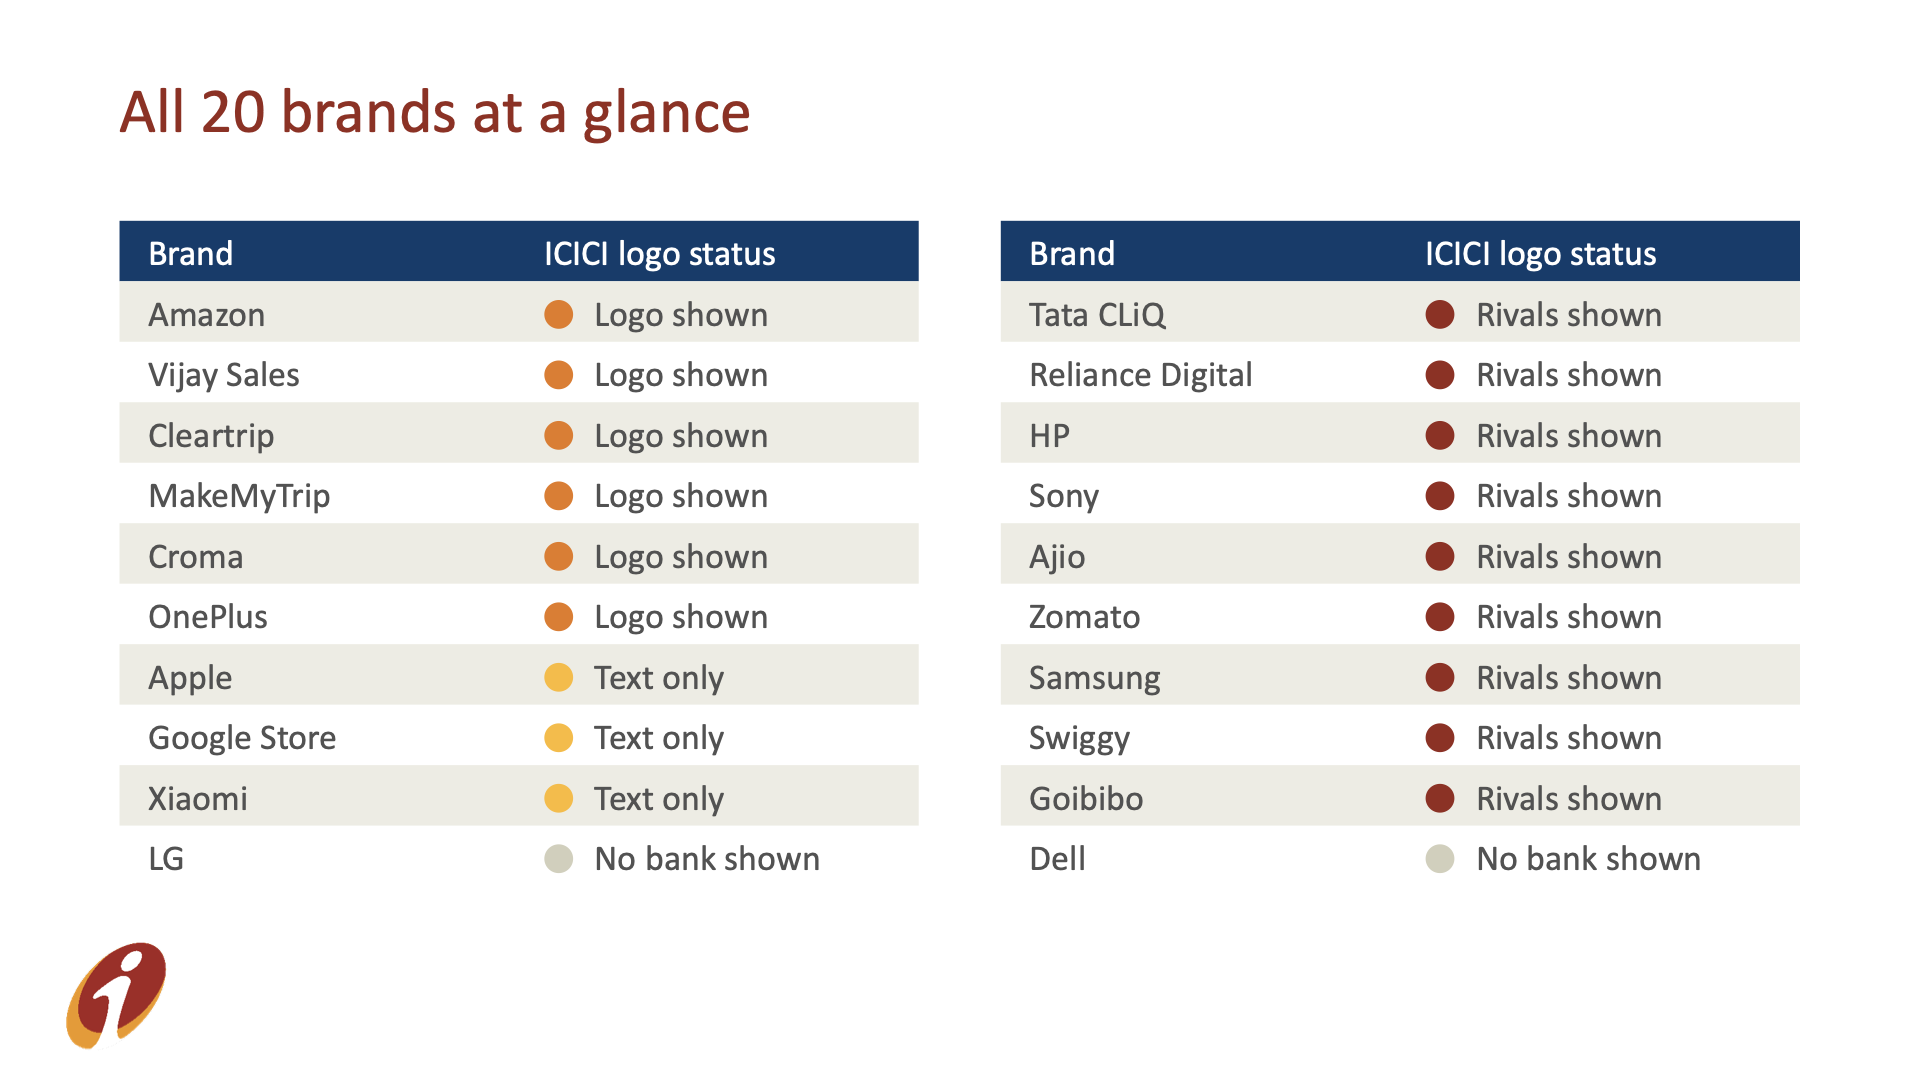 All 20 brands at a glance
Brand ICICI logo status
Amazon Logo shown
Vijay Sales Logo shown
Cleartrip Logo shown
MakeMyTrip Logo shown
Croma Logo shown
OnePlus Logo shown
Apple Text only
Google Store Text only
Xiaomi Text only
LG No bank shown
Brand ICICI logo status
Tata CLiQ Rivals shown
Reliance Digital Rivals shown
HP Rivals shown
Sony Rivals shown
Ajio Rivals shown
Zomato Rivals shown
Samsung Rivals shown
Swiggy Rivals shown
Goibibo Rivals shown
Dell No bank shown